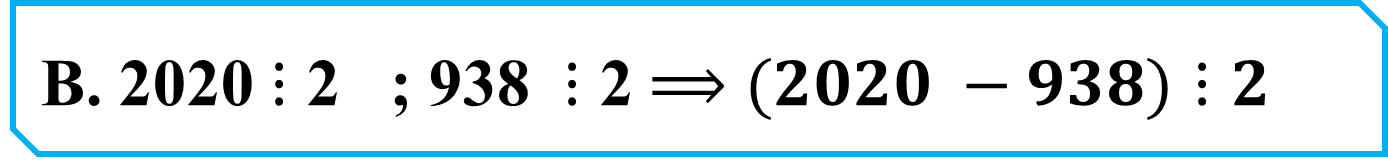 B. 2020 ⋮ 2 ; 938 ⋮ 2 ⟹ (2020 − 938) ⋮ 2